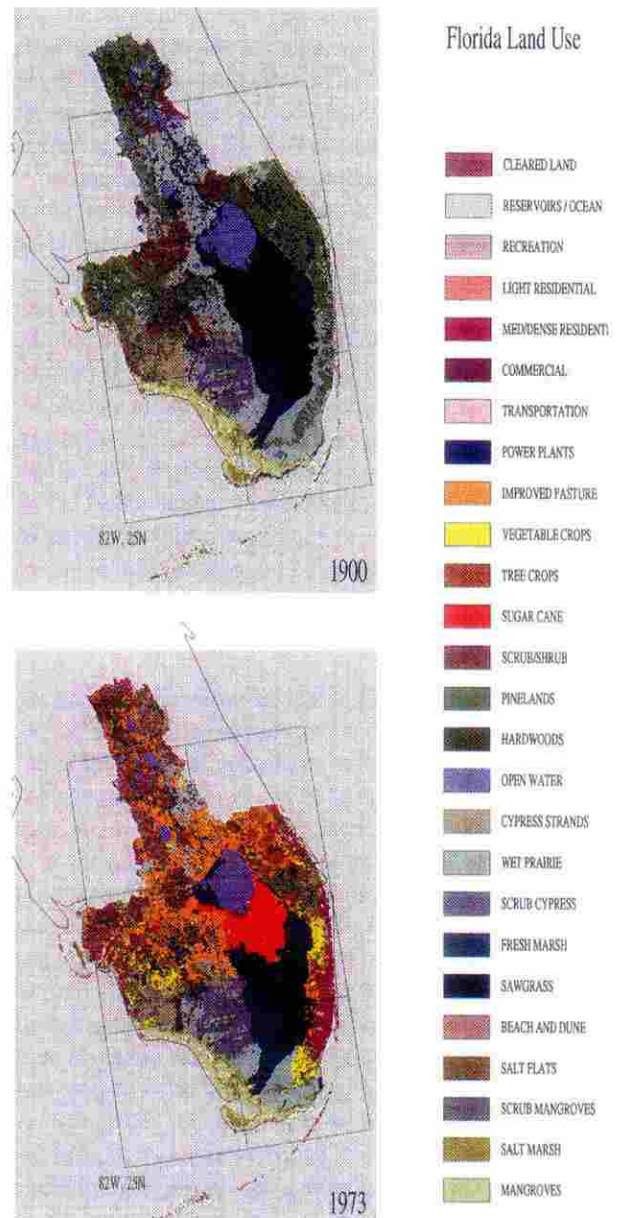 Florida Land Use
CLEARED LAND
RESERVOIRS / OCEAN
RECREATION
LIGHT RESIDENTIAL
MED/DENSE RESIDENTI
COMMERCIAL
TRANSPORTATION
POWER PLANTS
IMPROVED PASTURE
VEGETABLE CROPS
TREE CROPS
SUGAR CANE
SCRUB/SHRUB
PINELANDS
HARDWOODS
OPEN WATER
CYPRESS STRANDS
WET PRAIRIE
SCRUB CYPRESS
FRESH MARSH
SAWGRASS
BEACH AND DUNE
SALT FLATS
SCRUB MANGROVES
SALT MARSH
MANGROVES
82W, 25N
1900
82W, 25N
1973